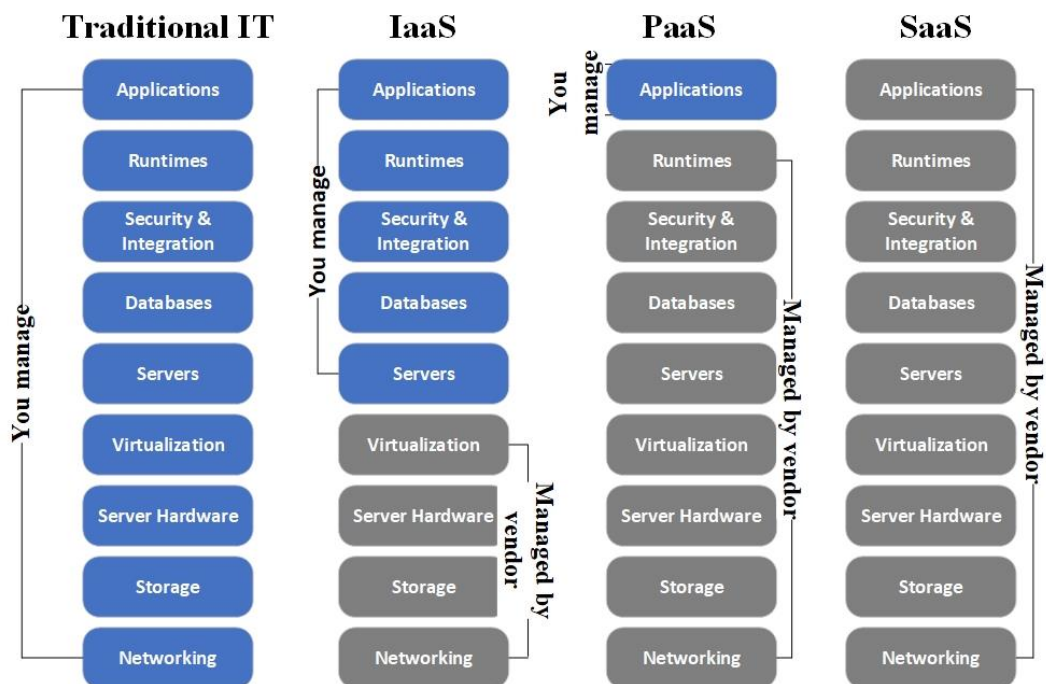 Traditional IT
IaaS
PaaS
SaaS
You manage
Applications
Runtimes
Security &
Integration
Databases
Servers
Virtualization
Server Hardware
Storage
Networking
You manage
Applications
Runtimes
Security &
Integration
Databases
Servers
Virtualization
Server Hardware
Storage
Networking
Managed by
vendor
You
manage
Applications
Runtimes
Security &
Integration
Databases
Servers
Virtualization
Server Hardware
Storage
Networking
Managed by vendor
Applications
Runtimes
Security &
Integration
Databases
Servers
Virtualization
Server Hardware
Storage
Networking
Managed by vendor